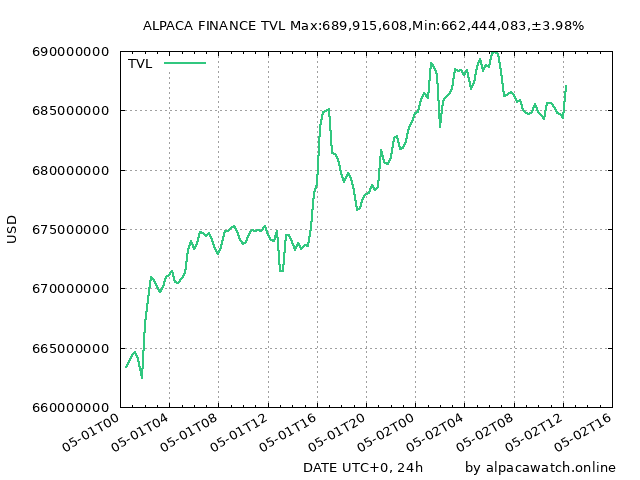 ALPACA FINANCE TVL Max:689,915,608,Min:662,444,083,±3.98%
TVL
690000000
685000000
680000000
675000000
670000000
665000000
660000000
USD
05-01T00
05-01T04
05-01T08
05-01T12
05-01T16
05-01T20
05-02T00
05-02T04
05-02T08
05-02T12
05-02T16
DATE UTC+0, 24h
by alpacawatch.online